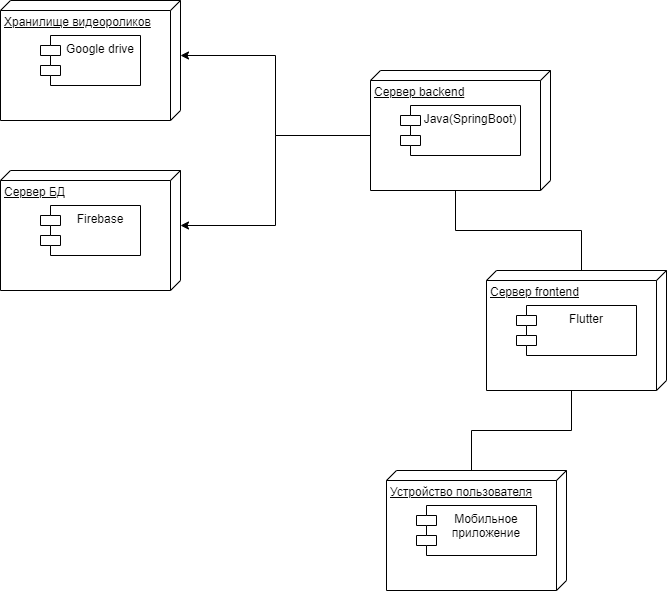 Хранилище видеороликов
Google drive
Сервер backend
Java(SpringBoot)
Сервер БД
Firebase
Сервер frontend
Flutter
Устройство пользователя
Мобильное
приложение